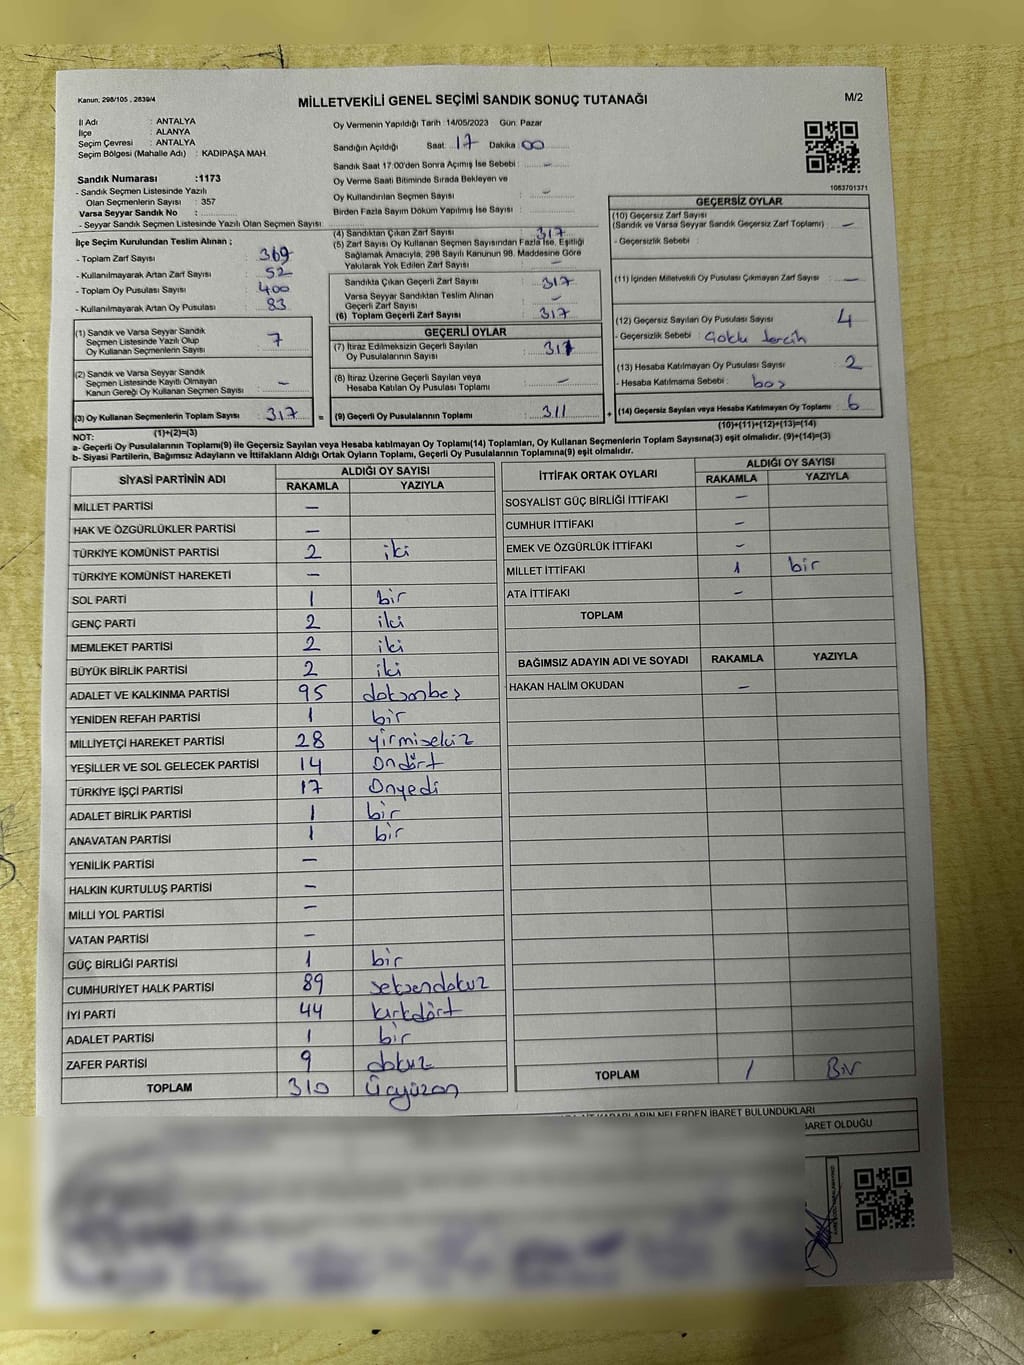 Kanun; 298/105 , 2839/4
MİLLETVEKİLİ GENEL SEÇİMİ SANDIK SONUÇ TUTANAĞI
M/2
İl Adı : ANTALYA
İlçe : ALANYA
Seçim Çevresi : ANTALYA
Seçim Bölgesi (Mahalle Adı) : KADIPAŞA MAH.
Sandık Numarası :1173
- Sandık Seçmen Listesinde Yazılı
Olan Seçmenlerin Sayısı : 357
Varsa Seyyar Sandık No :
- Seyyar Sandık Seçmen Listesinde Yazılı Olan Seçmen Sayısı
Oy Vermenin Yapıldığı Tarih :14/05/2023 Gün: Pazar
Sandığın Açıldığı Saat: 17 Dakika : 00
Sandık Saat 17:00'den Sonra Açımış İse Sebebi : -
Oy Verme Saati Bitiminde Sırada Bekleyen ve
Oy Kullandırılan Seçmen Sayısı : -
Birden Fazla Sayım Döküm Yapılmış İse Sayısı :
1083701371
İlçe Seçim Kurulundan Teslim Alınan ;
- Toplam Zarf Sayısı : 369
- Kullanılmayarak Artan Zarf Sayısı : 52
- Toplam Oy Pusulası Sayısı : 400
- Kullanılmayarak Artan Oy Pusulası : 83
(1) Sandık ve Varsa Seyyar Sandık
Seçmen Listesinde Yazılı Olup
Oy Kullanan Seçmenlerin Sayısı : 7
(2) Sandık ve Varsa Seyyar Sandık
Seçmen Listesinde Kayıtlı Olmayan
Kanun Gereği Oy Kullanan Seçmen Sayısı : -
(3) Oy Kullanan Seçmenlerin Toplam Sayısı : 317 =
(1)+(2)=(3)
(4) Sandıktan Çıkan Zarf Sayısı : 317
(5) Zarf Sayısı Oy Kullanan Seçmen Sayısından Fazla İse, Eşitliği
Sağlamak Amacıyla, 298 Sayılı Kanunun 98. Maddesine Göre
Yakılarak Yok Edilen Zarf Sayısı : -
Sandıkta Çıkan Geçerli Zarf Sayısı : 317
Varsa Seyyar Sandıktan Teslim Alınan
Geçerli Zarf Sayısı : -
(6) Toplam Geçerli Zarf Sayısı : 317
GEÇERLİ OYLAR
(7) İtiraz Edilmeksizin Geçerli Sayılan
Oy Pusulalarının Sayısı : 311
(8) İtiraz Üzerine Geçerli Sayılan veya
Hesaba Katılan Oy Pusulası Toplamı : -
(9) Geçerli Oy Pusulalarının Toplamı : 311 +
GEÇERSİZ OYLAR
(10) Geçersiz Zarf Sayısı
(Sandık ve Varsa Seyyar Sandık Geçersiz Zarf Toplamı) : -
- Geçersizlik Sebebi :
(11) İçinden Milletvekili Oy Pusulası Çıkmayan Zarf Sayısı : -
(12) Geçersiz Sayılan Oy Pusulası Sayısı : 4
- Geçersizlik Sebebi : Çoklu tercih
(13) Hesaba Katılmayan Oy Pusulası Sayısı : 2
- Hesaba Katılmama Sebebi : boş
(14) Geçersiz Sayılan veya Hesaba Katılmayan Oy Toplamı : 6
(10)+(11)+(12)+(13)=(14)
NOT:
a- Geçerli Oy Pusulalarının Toplamı(9) ile Geçersiz Sayılan veya Hesaba katılmayan Oy Toplamı(14) Toplamları, Oy Kullanan Seçmenlerin Toplam Sayısına(3) eşit olmalıdır. (9)+(14)=(3)
b- Siyasi Partilerin, Bağımsız Adayların ve İttifakların Aldığı Ortak Oyların Toplamı, Geçerli Oy Pusulalarının Toplamına(9) eşit olmalıdır.
SİYASİ PARTİNİN ADI ALDIĞI OY SAYISI
RAKAMLA YAZIYLA
MİLLET PARTİSİ -
HAK VE ÖZGÜRLÜKLER PARTİSİ -
TÜRKİYE KOMÜNİST PARTİSİ 2 iki
TÜRKİYE KOMÜNİST HAREKETİ -
SOL PARTİ 1 bir
GENÇ PARTİ 2 iki
MEMLEKET PARTİSİ 2 iki
BÜYÜK BİRLİK PARTİSİ 2 iki
ADALET VE KALKINMA PARTİSİ 95 doksanbeş
YENİDEN REFAH PARTİSİ 1 bir
MİLLİYETÇİ HAREKET PARTİSİ 28 yirmisekiz
YEŞİLLER VE SOL GELECEK PARTİSİ 14 Ondört
TÜRKİYE İŞÇİ PARTİSİ 17 Onyedi
ADALET BİRLİK PARTİSİ 1 bir
ANAVATAN PARTİSİ 1 bir
YENİLİK PARTİSİ -
HALKIN KURTULUŞ PARTİSİ -
MİLLİ YOL PARTİSİ -
VATAN PARTİSİ -
GÜÇ BİRLİĞİ PARTİSİ 1 bir
CUMHURİYET HALK PARTİSİ 89 seksendokuz
İYİ PARTİ 44 kırkdört
ADALET PARTİSİ 1 bir
ZAFER PARTİSİ 9 dokuz
TOPLAM 310 Üçyüzon
İTTİFAK ORTAK OYLARI ALDIĞI OY SAYISI
RAKAMLA YAZIYLA
SOSYALİST GÜÇ BİRLİĞİ İTTİFAKI -
CUMHUR İTTİFAKI -
EMEK VE ÖZGÜRLÜK İTTİFAKI -
MİLLET İTTİFAKI 1 bir
ATA İTTİFAKI -
TOPLAM
BAĞIMSIZ ADAYIN ADI VE SOYADI RAKAMLA YAZIYLA
HAKAN HALİM OKUDAN -
TOPLAM 1 Bir
KARARLARIN NELERDEN İBARET BULUNDUKLARI
İBARET OLDUĞU